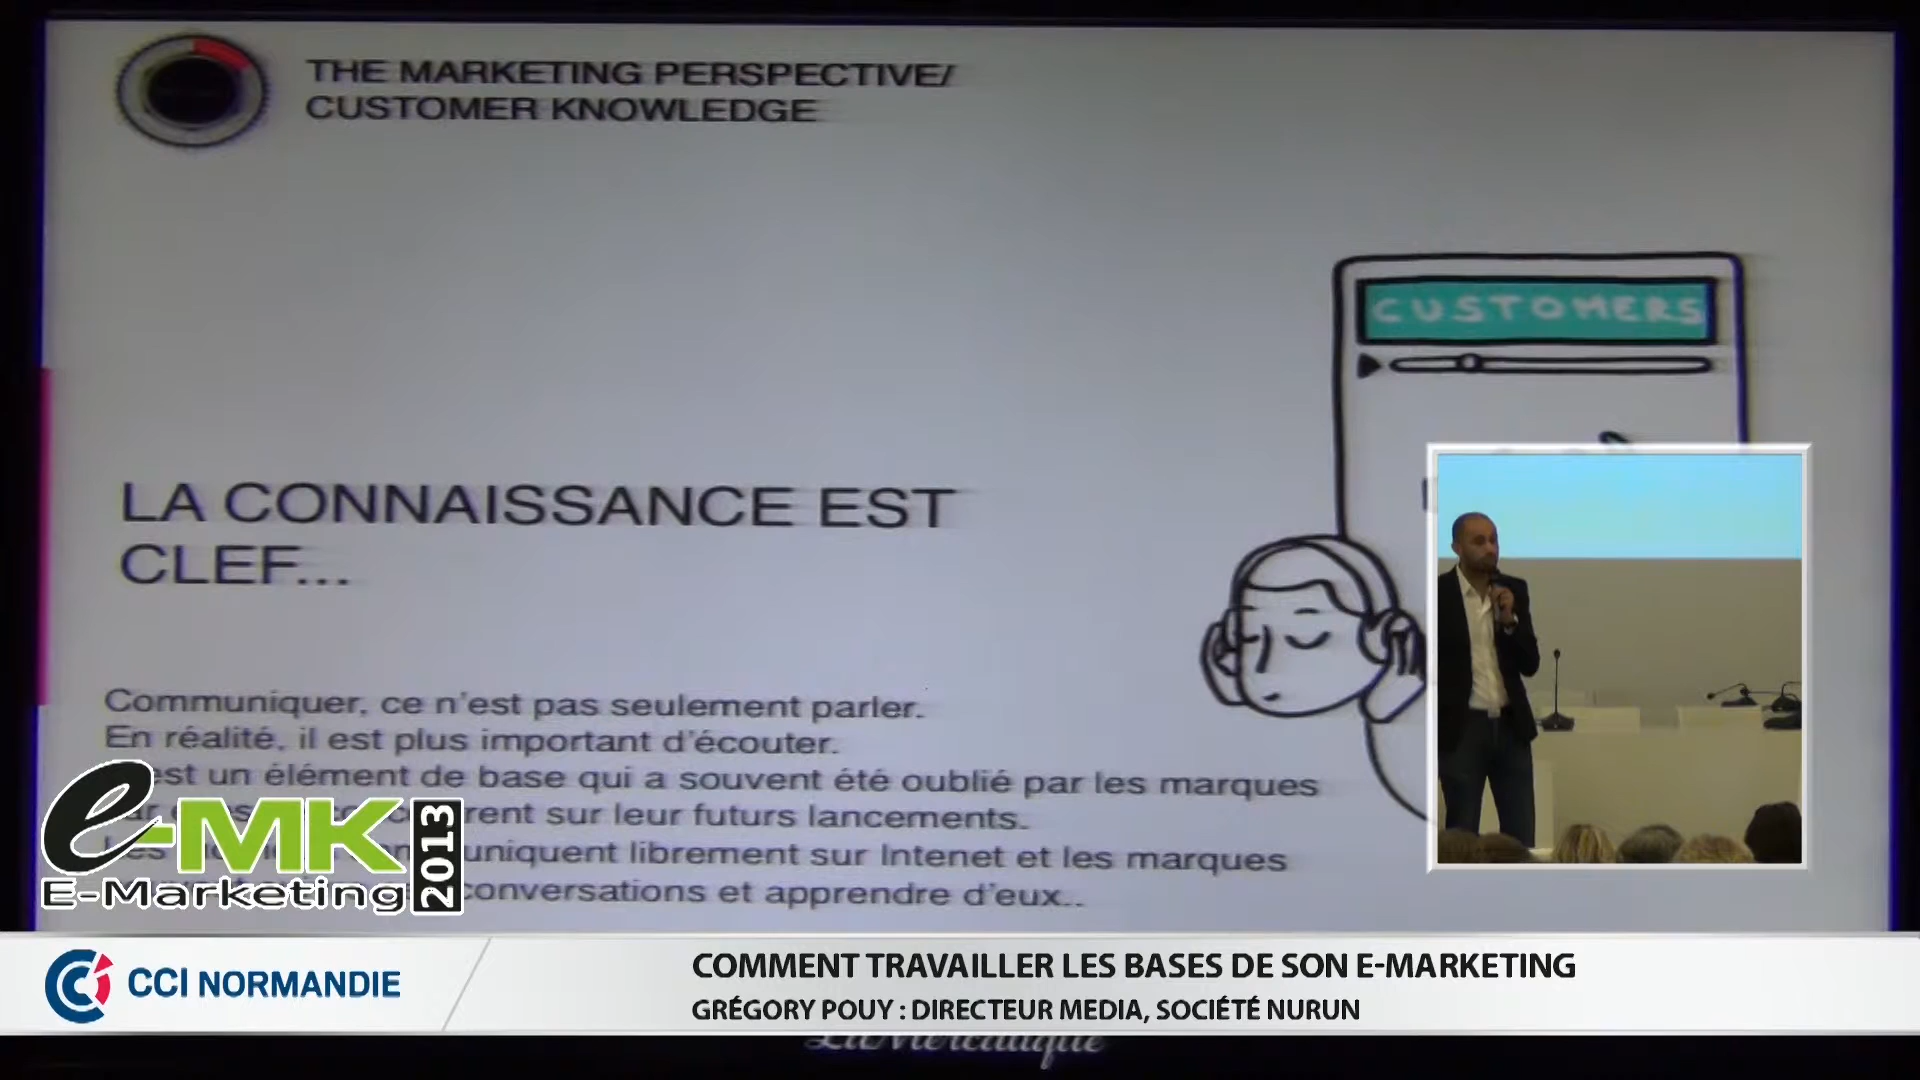 THE MARKETING PERSPECTIVE/
CUSTOMER KNOWLEDGE
CUSTOMERS
LA CONNAISSANCE EST
CLEF...
Communiquer, ce n'est pas seulement parler.
En réalité, il est plus important d'écouter.
est un élément de base qui a souvent été oublié par les marques
sur leur futurs lancements.
librement sur Intenet et les marques
conversations et apprendre d'eux..
e-MK
E-Marketing
2013
CCI NORMANDIE
COMMENT TRAVAILLER LES BASES DE SON E-MARKETING
GRÉGORY POUY : DIRECTEUR MEDIA, SOCIÉTÉ NURUN
LaMercatique